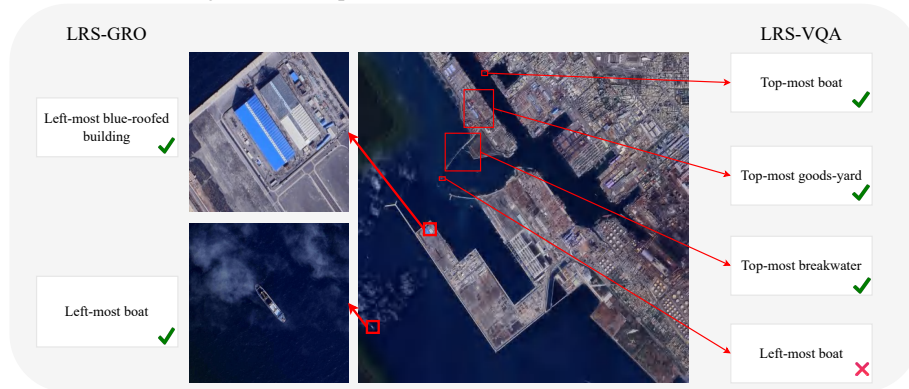 LRS-GRO
LRS-VQA
Left-most blue-roofed
building
Left-most boat
Top-most boat
Top-most goods-yard
Top-most breakwater
Left-most boat